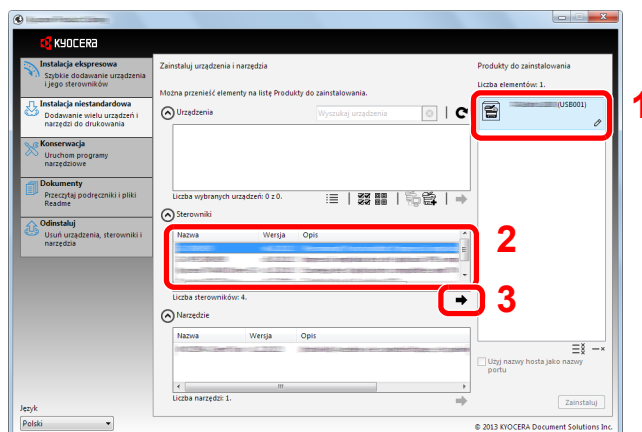 KYOCERA
Instalacja ekspresowa
Szybkie dodawanie urządzenia
i jego sterowników
Instalacja niestandardowa
Dodawanie wielu urządzeń i
narzędzi do drukowania
Konserwacja
Uruchom programy
narzędziowe
Dokumenty
Przeczytaj podręczniki i pliki
Readme
Odinstaluj
Usuń urządzenia, sterowniki i
narzędzia
Język
Polski
Zainstaluj urządzenia i narzędzia
Można przenieść elementy na listę Produkty do zainstalowania.
Urządzenia
Wyszukaj urządzenia
Liczba wybranych urządzeń: 0 z 0.
Sterowniki
Nazwa Wersja Opis
2
Liczba sterowników: 4.
3
Narzędzie
Nazwa Wersja Opis
Liczba narzędzi: 1.
Produkty do zainstalowania
Liczba elementów: 1.
(USB001)
1
Użyj nazwy hosta jako nazwy
portu
Zainstaluj
© 2013 KYOCERA Document Solutions Inc.